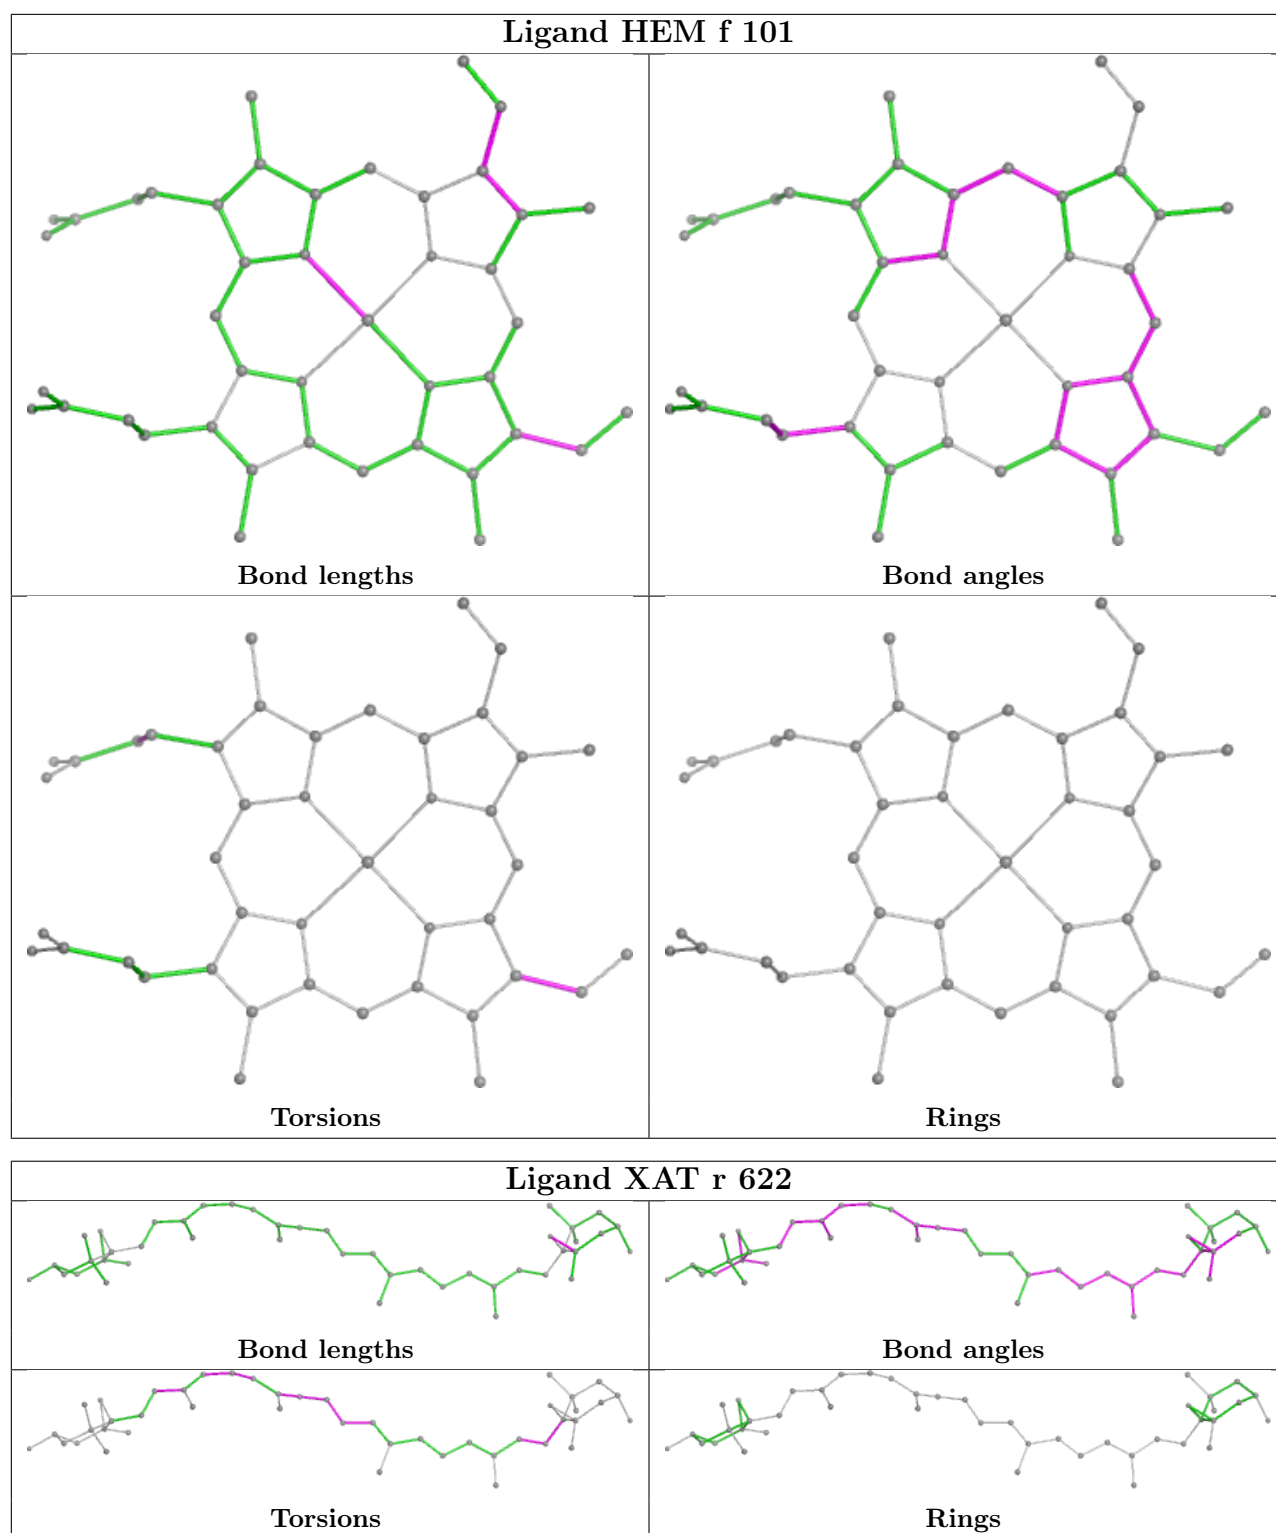 Ligand HEM f 101
Bond lengths
Bond angles
Torsions
Rings
Ligand XAT r 622
Bond lengths
Bond angles
Torsions
Rings